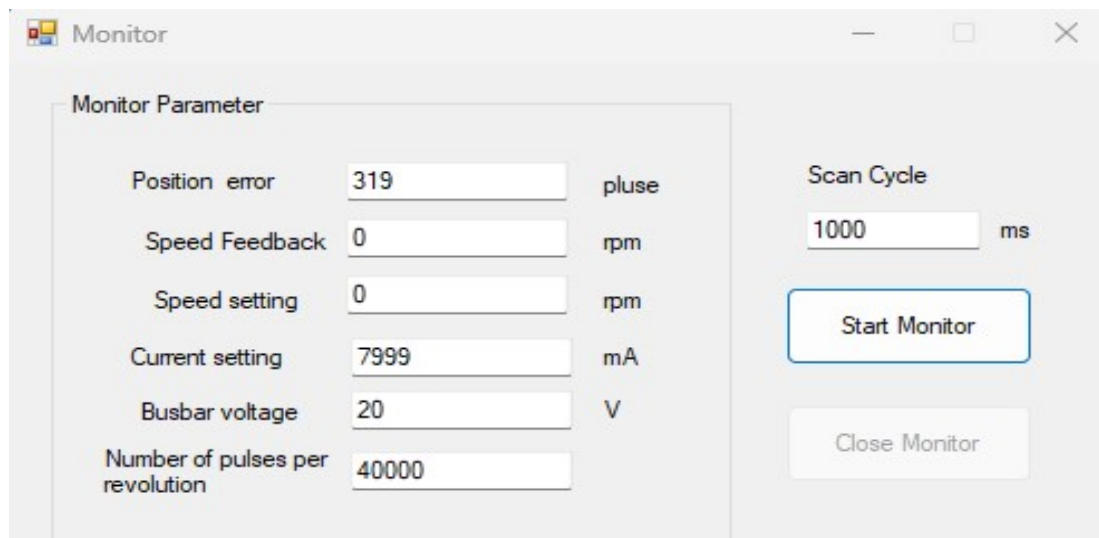 Monitor
Monitor Parameter
Position error 319 pluse
Speed Feedback 0 rpm
Speed setting 0 rpm
Current setting 7999 mA
Busbar voltage 20 V
Number of pulses per
revolution 40000
Scan Cycle
1000 ms
Start Monitor
Close Monitor